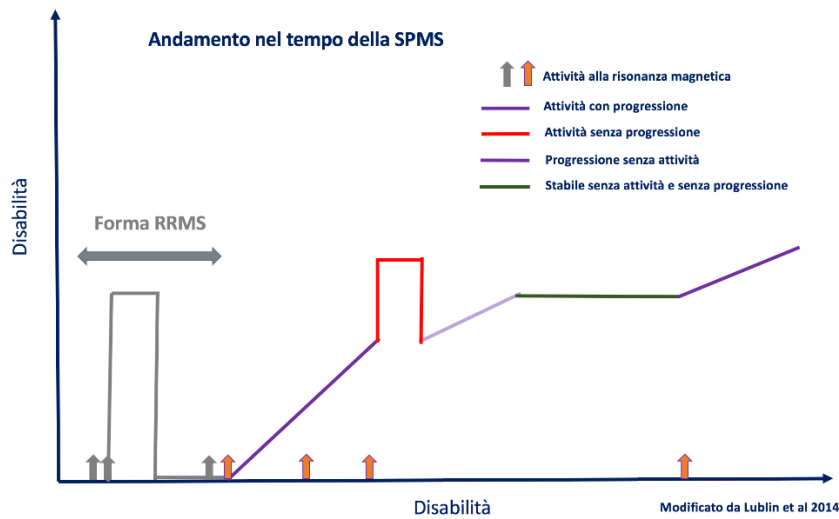 Andamento nel tempo della SPMS
Attività alla risonanza magnetica
Attività con progressione
Attività senza progressione
Progressione senza attività
Stabile senza attività e senza progressione
Disabilità
Forma RRMS
Disabilità
Modificato da Lublin et al 2014